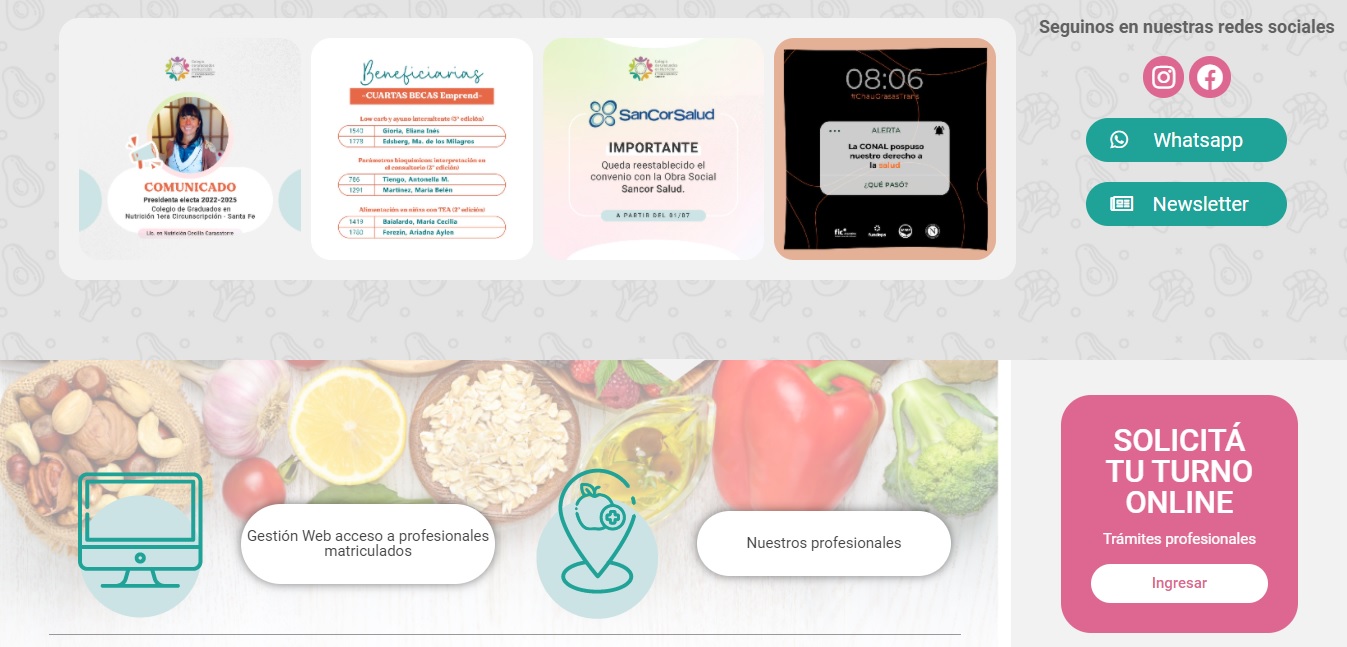 Seguinos en nuestras redes sociales
Whatsapp
Newsletter
COMUNICADO
Presidenta electa 2022-2025
Colegio de Graduados en
Nutrición 1era Circunscripción - Santa Fe
Lic. en Nutrición
Beneficiarias
-CUARTAS BECAS Emprend-
Low carb y ayuno intermitente (3° edición)
1543 Gloria, Eliana Inés
1779 Edsberg, Ma. de los Milagros
Parámetros bioquímicos interpretación en
el consultorio (2° edición)
786 Tiengo, Antonella M.
1291 Martínez, María Belén
Alimentación en niños con TEA (2° edición)
1419 Baialardo, María Cecilia
Ferezin, Ariadna Aylen
SanCorSalud
IMPORTANTE
Queda reestablecido el
convenio con la Obra Social
Sancor Salud.
A PARTIR DEL 01/07
08:06
#ChauGrasasTrans
ALERTA
La CONAL pospuso
nuestro derecho a
la salud
¿QUÉ PASÓ?
fic
Gestión Web acceso a profesionales
matriculados
Nuestros profesionales
SOLICITÁ
TU TURNO
ONLINE
Trámites profesionales
Ingresar